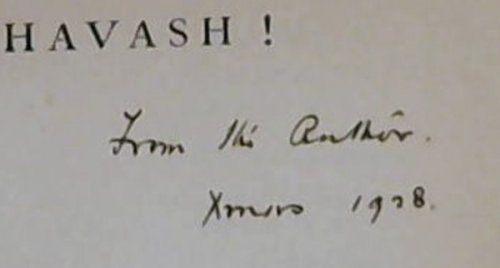 HAVASH !
From the Author.
Xmas 1928.